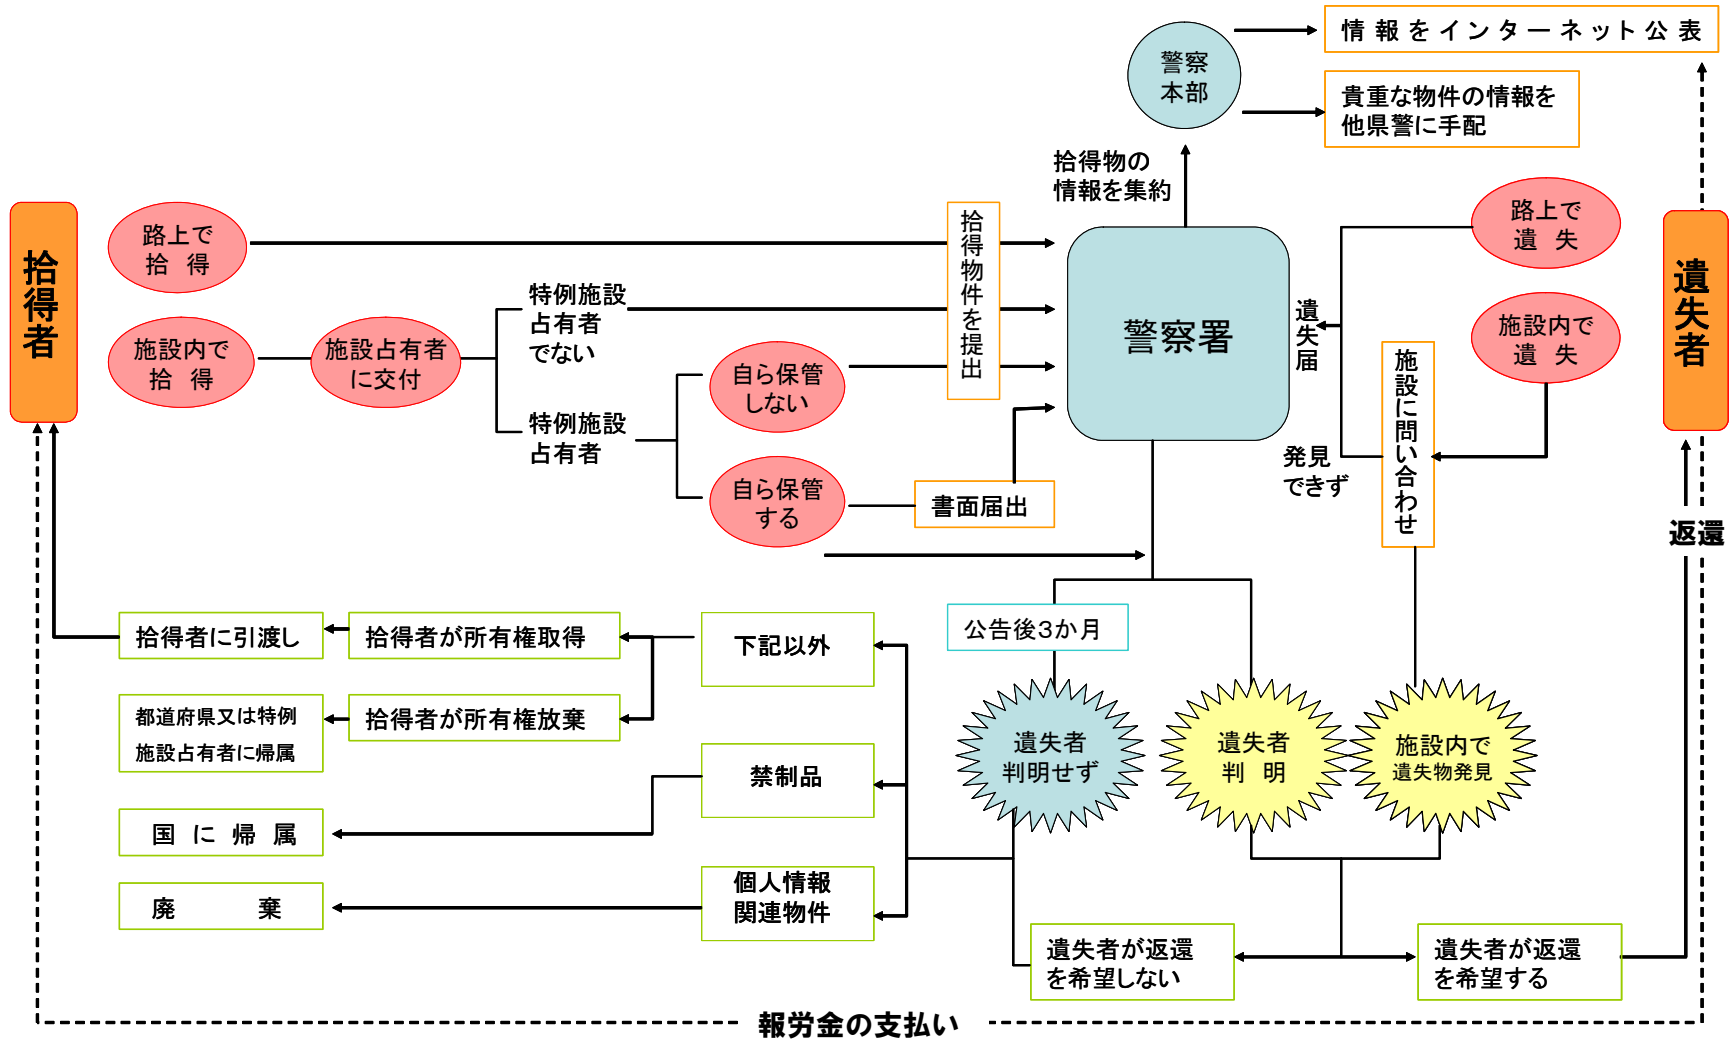 情報をインターネット公表
警察
本部
貴重な物件の情報を
他県警に手配
拾得物の
情報を集約
拾得者
路上で
拾 得
施設内で
拾 得
施設占有者
に交付
特例施設
占有者
でない
特例施設
占有者
自ら保管
しない
自ら保管
する
拾得物件を提出
書面届出
警察署
遺失届
発見
できず
施設に問い合わせ
路上で
遺 失
施設内で
遺 失
遺失者
返還
公告後3か月
拾得者に引渡し
拾得者が所有権取得
下記以外
都道府県又は特例
施設占有者に帰属
拾得者が所有権放棄
禁制品
国に帰属
個人情報
関連物件
廃 棄
遺失者
判明せず
遺失者
判 明
施設内で
遺失物発見
遺失者が返還
を希望しない
遺失者が返還
を希望する
報労金の支払い